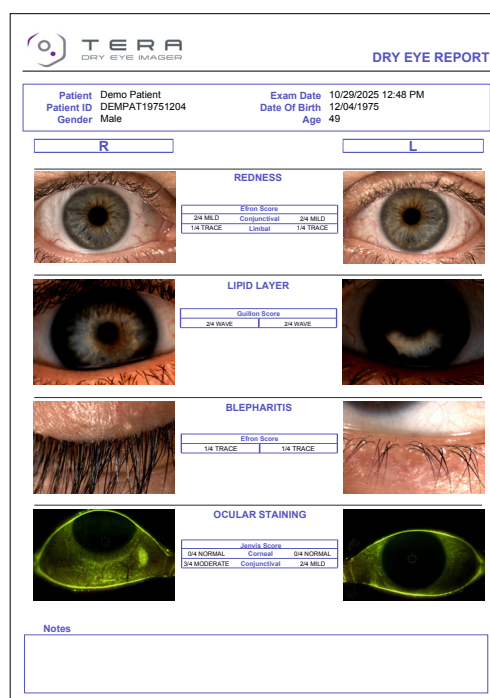 TERA
DRY EYE IMAGER
DRY EYE REPORT
Patient Demo Patient Exam Date 10/29/2025 12:48 PM
Patient ID DEMPAT19751204 Date Of Birth 12/04/1975
Gender Male Age 49
R L
REDNESS
Efron Score
2/4 MILD Conjunctival 2/4 MILD
1/4 TRACE Limbal 1/4 TRACE
LIPID LAYER
Guillon Score
2/4 WAVE 2/4 WAVE
BLEPHARITIS
Efron Score
1/4 TRACE 1/4 TRACE
OCULAR STAINING
Jenvis Score
0/4 NORMAL Corneal 0/4 NORMAL
3/4 MODERATE Conjunctival 2/4 MILD
Notes